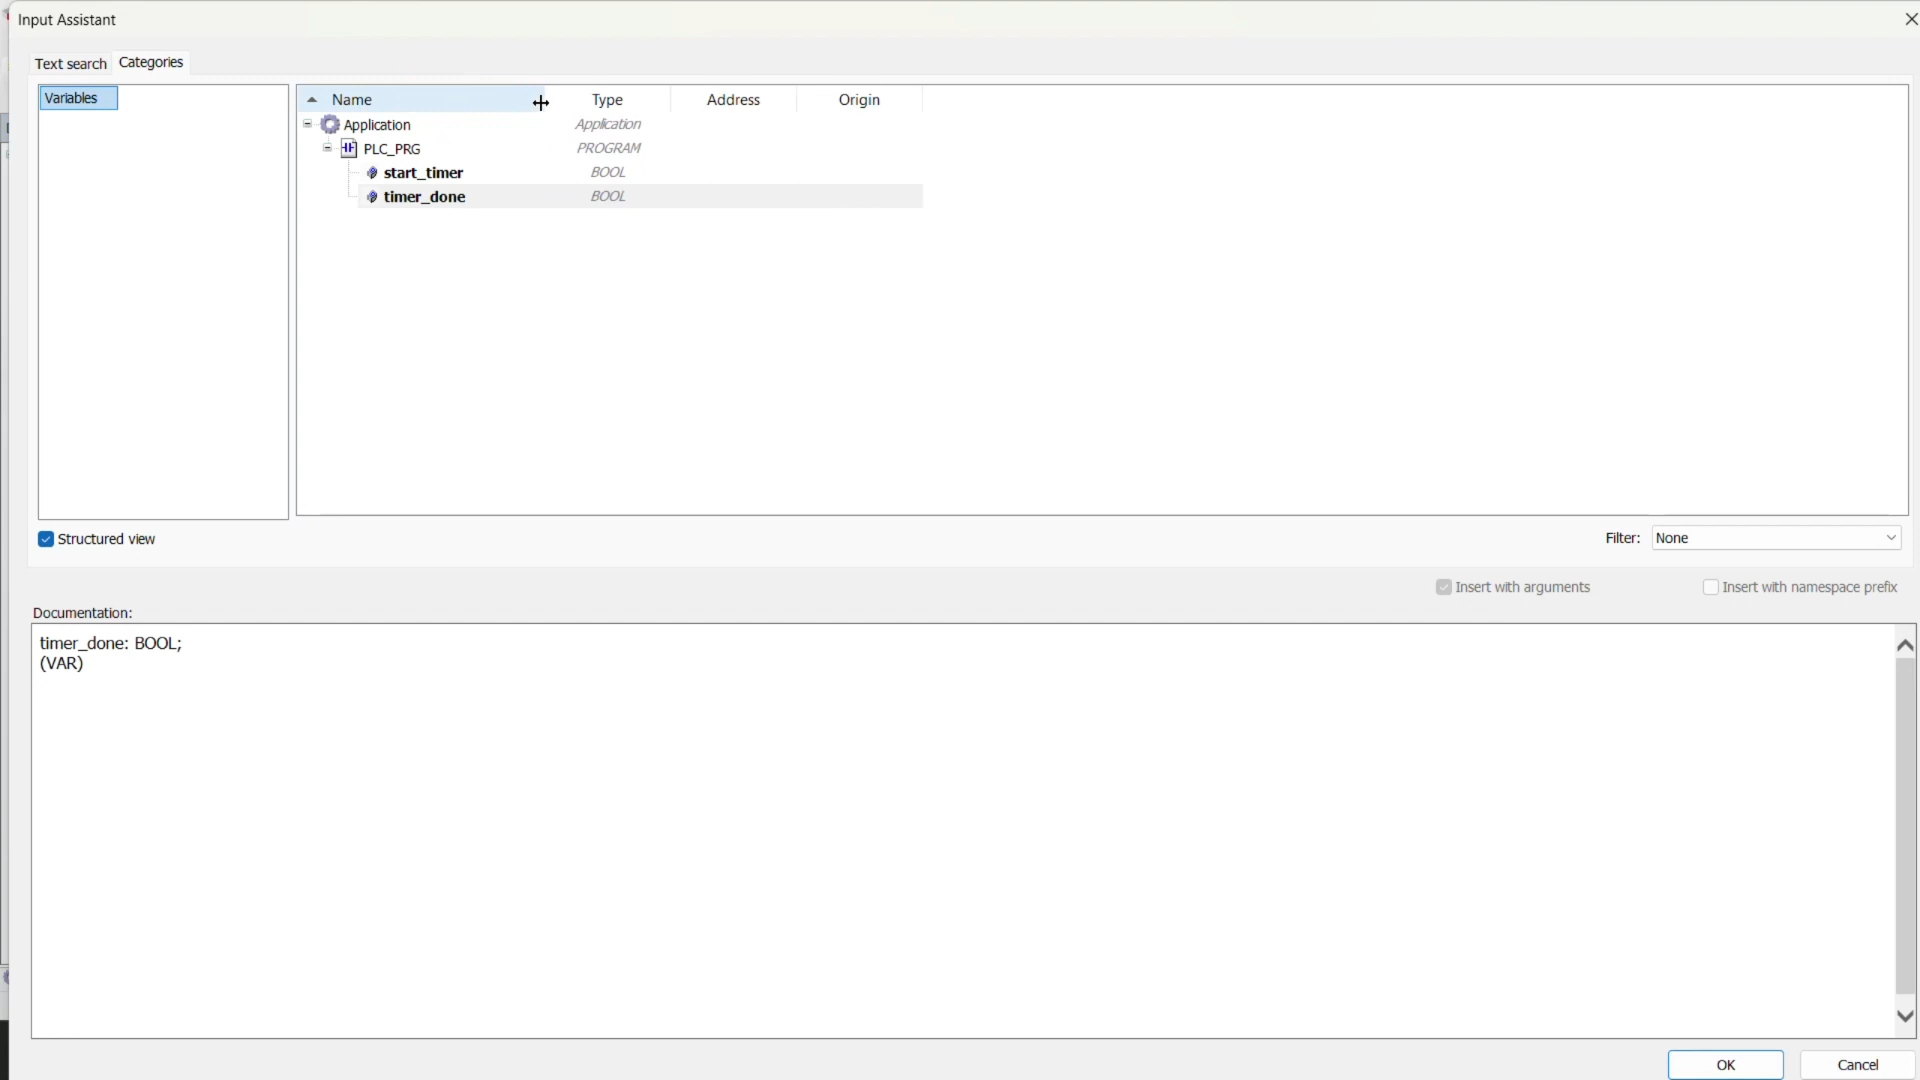 Input Assistant
Text search Categories
Variables
Name Type Address Origin
Application Application
PLC_PRG PROGRAM
start_timer BOOL
timer_done BOOL
Structured view Filter: None
Insert with arguments Insert with namespace prefix
Documentation:
timer_done: BOOL;
(VAR)
OK Cancel